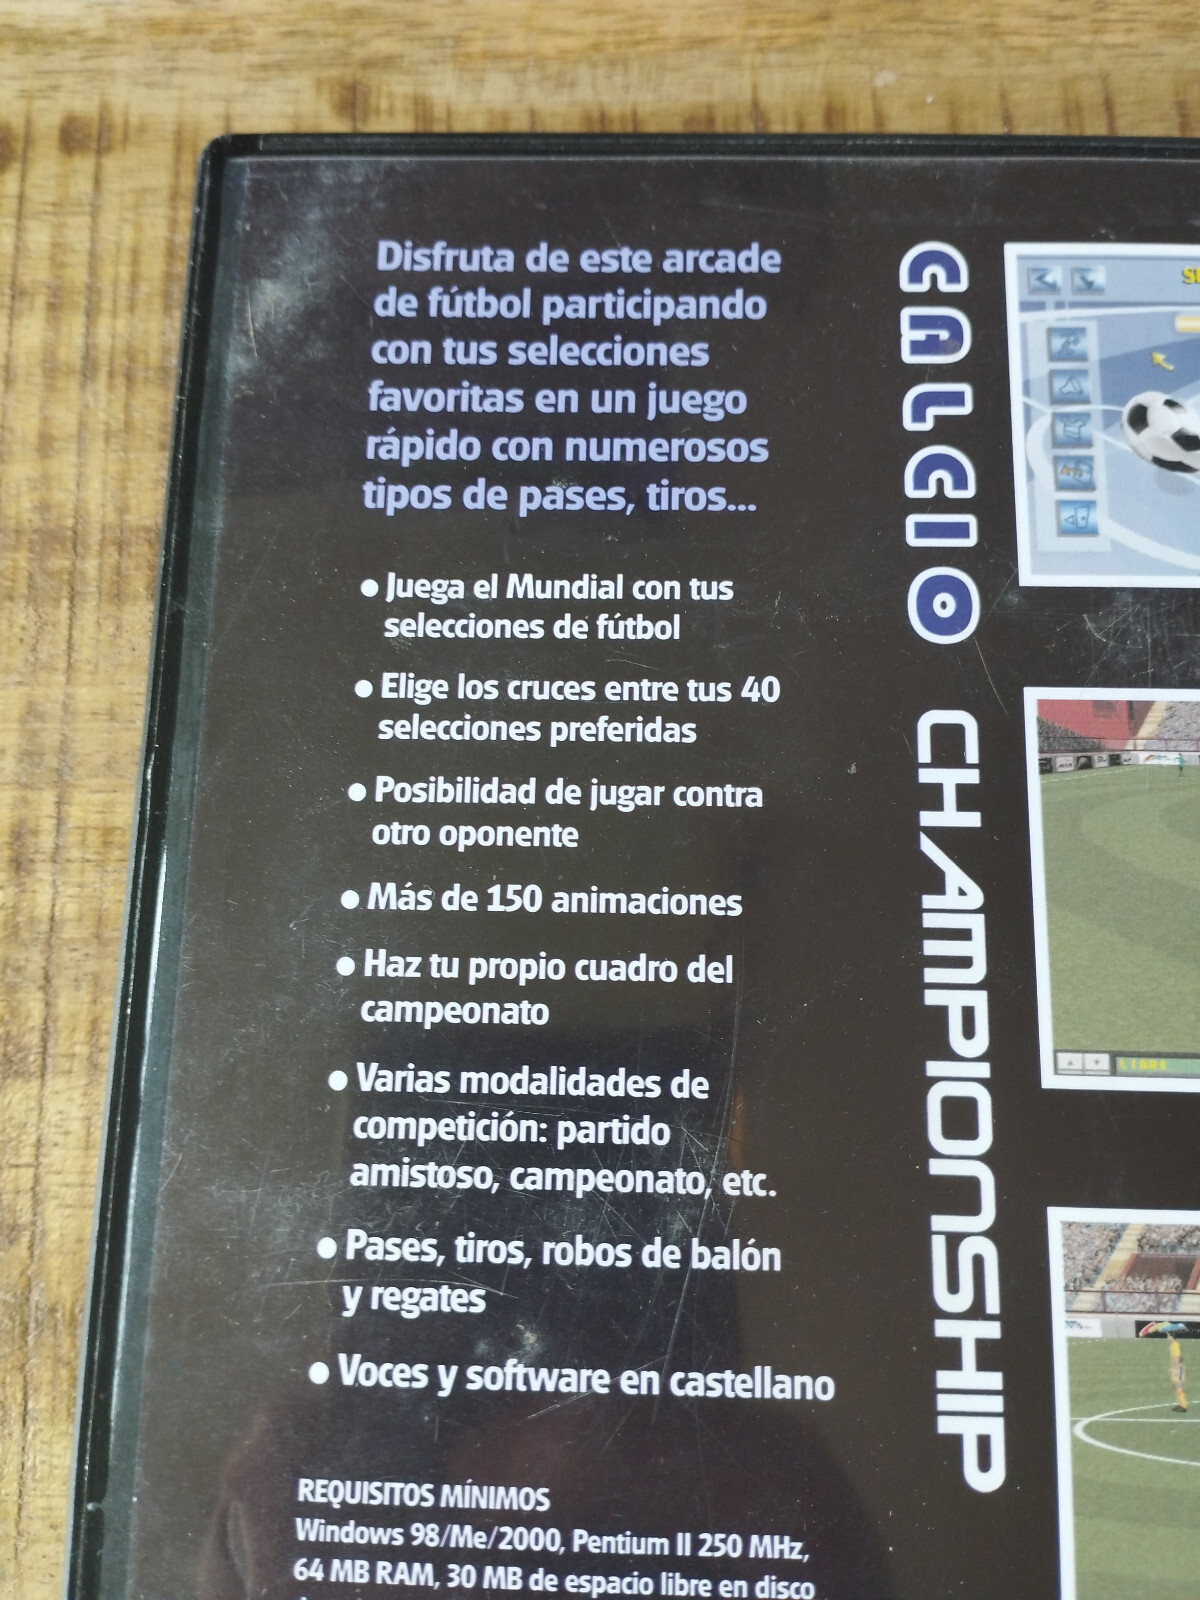 Disfruta de este arcade
de fútbol participando
con tus selecciones
favoritas en un juego
rápido con numerosos
tipos de pases, tiros...
● Juega el Mundial con tus
selecciones de fútbol
● Elige los cruces entre tus 40
selecciones preferidas
● Posibilidad de jugar contra
otro oponente
● Más de 150 animaciones
● Haz tu propio cuadro del
campeonato
● Varias modalidades de
competición: partido
amistoso, campeonato, etc.
● Pases, tiros, robos de balón
y regates
● Voces y software en castellano
REQUISITOS MÍNIMOS
Windows 98/Me/2000, Pentium II 250 MHz,
64 MB RAM, 30 MB de espacio libre en disco
CALCIO CHAMPIONSHIP